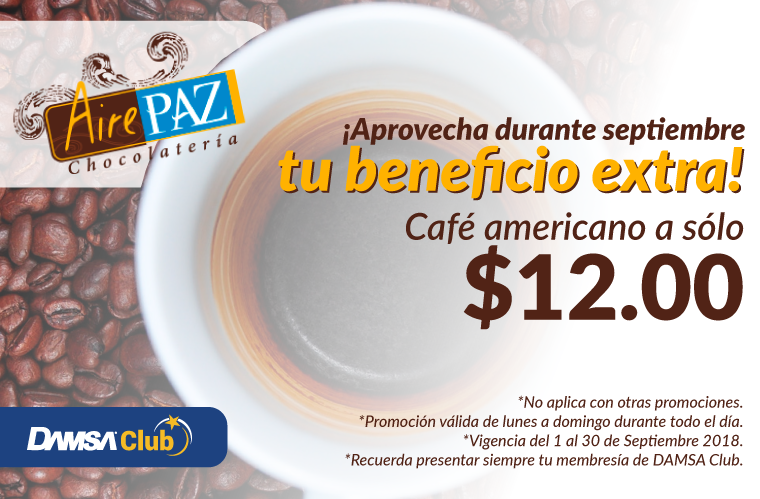 Aire PAZ
Chocolatería
¡Aprovecha durante septiembre
tu beneficio extra!
Café americano a sólo
$12.00
*No aplica con otras promociones.
*Promoción válida de lunes a domingo durante todo el día.
*Vigencia del 1 al 30 de Septiembre 2018.
*Recuerda presentar siempre tu membresía de DAMSA Club.
DAMSA Club